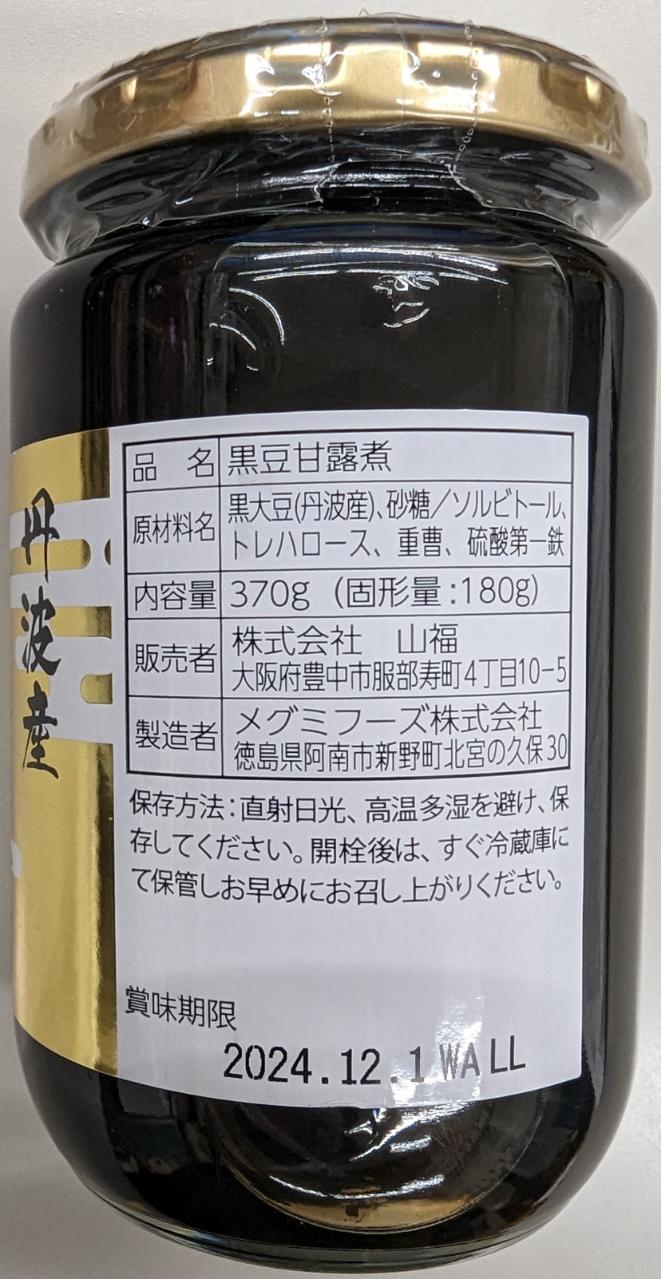 丹波産
品 名 黒豆甘露煮
原材料名 黒大豆(丹波産)、砂糖／ソルビトール、
トレハロース、重曹、硫酸第一鉄
内容量 370g (固形量:180g)
販売者 株式会社 山福
大阪府豊中市服部寿町4丁目10-5
製造者 メグミフーズ株式会社
徳島県阿南市新野町北宮の久保30
保存方法:直射日光、高温多湿を避け、保
存してください。開栓後は、すぐ冷蔵庫に
て保管しお早めにお召し上がりください。
賞味期限
2024.12.1 WALL